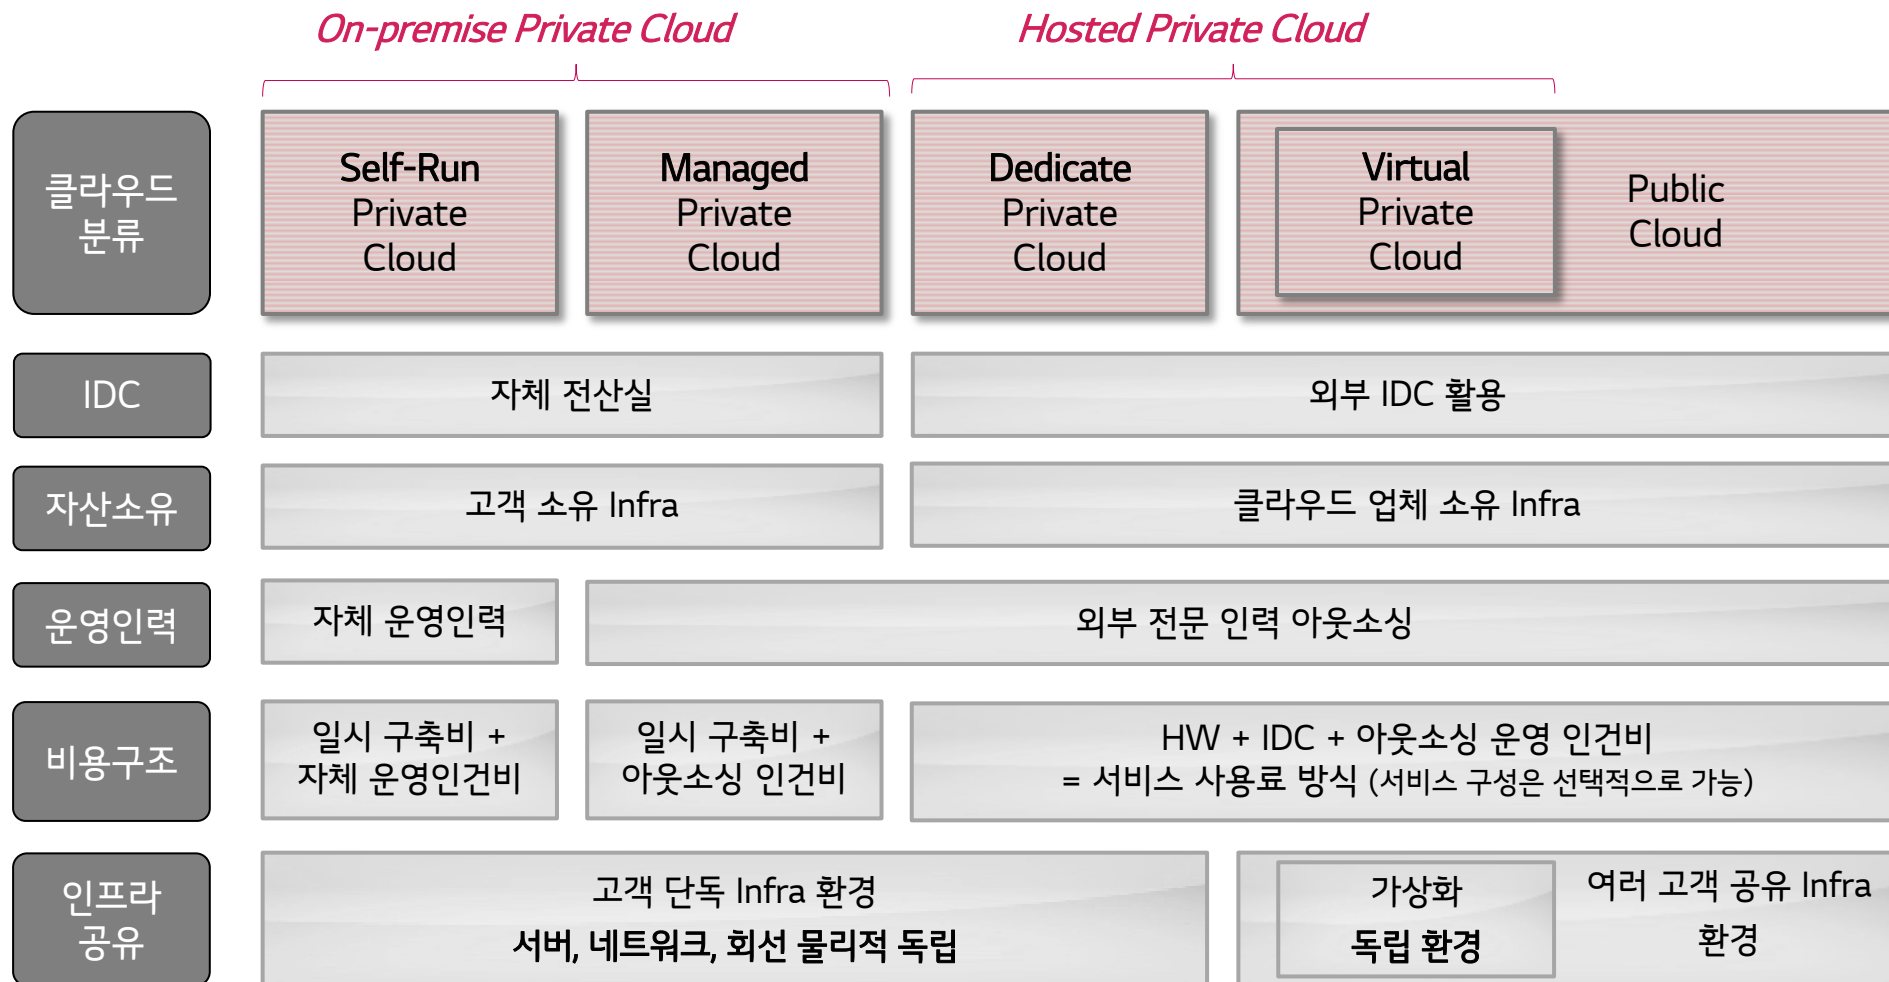 On-premise Private Cloud
Hosted Private Cloud
클라우드
분류
Self-Run
Private
Cloud
Managed
Private
Cloud
Dedicate
Private
Cloud
Virtual
Private
Cloud
Public
Cloud
IDC
자체 전산실
외부 IDC 활용
자산소유
고객 소유 Infra
클라우드 업체 소유 Infra
운영인력
자체 운영인력
외부 전문 인력 아웃소싱
비용구조
일시 구축비 +
자체 운영인건비
일시 구축비 +
아웃소싱 인건비
HW + IDC + 아웃소싱 운영 인건비
= 서비스 사용료 방식 (서비스 구성은 선택적으로 가능)
인프라
공유
고객 단독 Infra 환경
서버, 네트워크, 회선 물리적 독립
가상화
독립 환경
여러 고객 공유 Infra
환경